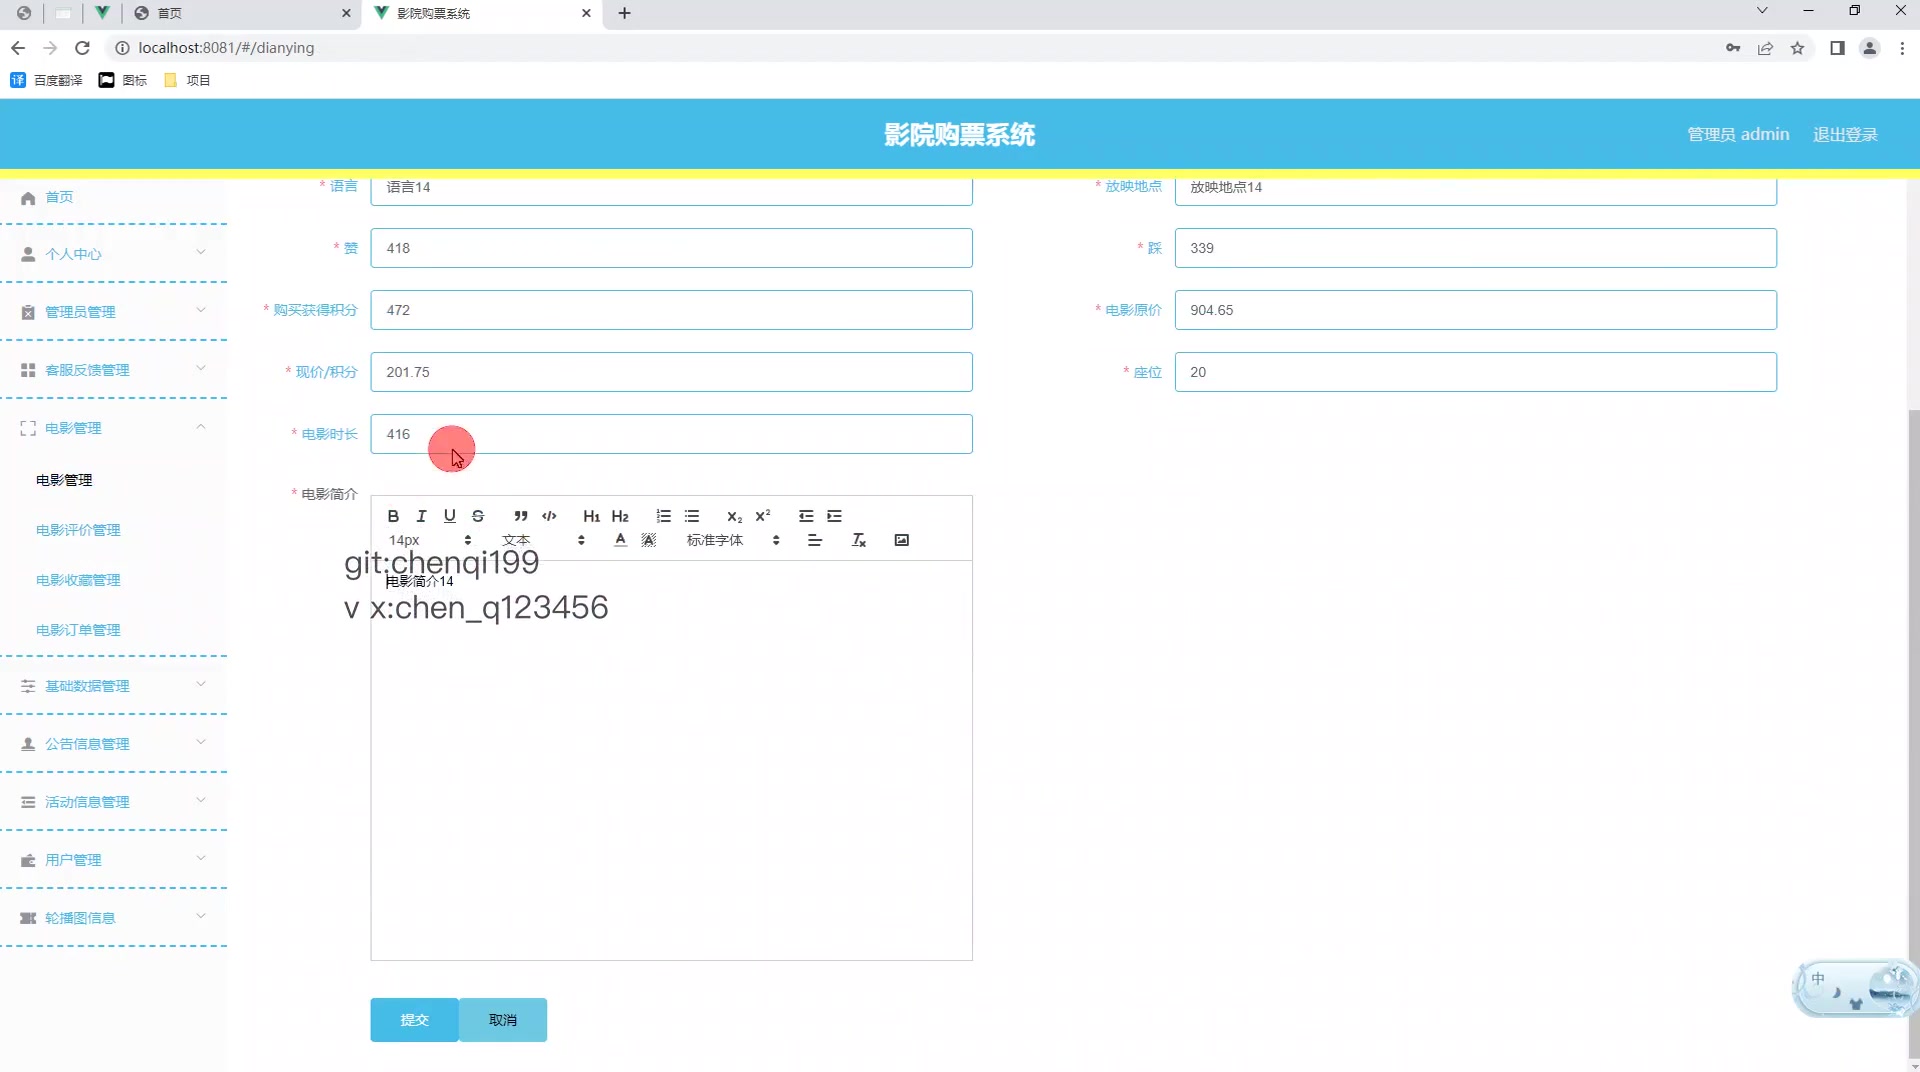 首页
影院购票系统
localhost:8081/#/dianying
百度翻译
图标
项目
影院购票系统
管理员 admin
退出登录
首页
个人中心
管理员管理
客服反馈管理
电影管理
电影管理
电影评价管理
电影收藏管理
电影订单管理
基础数据管理
公告信息管理
活动信息管理
用户管理
轮播图信息
* 语言 语言14
* 放映地点 放映地点14
* 赞 418
* 踩 339
* 购买获得积分 472
* 电影原价 904.65
* 现价/积分 201.75
* 座位 20
* 电影时长 416
* 电影简介
B I U S H1 H2 X2 X2
14px 文本 A A 标准字体 Tx
git:chenqi199
电影简介14
v x:chen_q123456
提交 取消
译
中